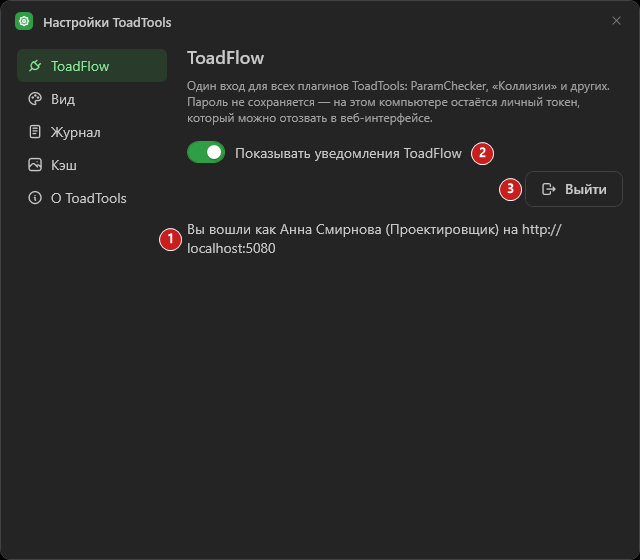 Настройки ToadTools
ToadFlow
Вид
Журнал
Кэш
О ToadTools
ToadFlow
Один вход для всех плагинов ToadTools: ParamChecker, «Коллизии» и других.
Пароль не сохраняется — на этом компьютере остаётся личный токен,
который можно отозвать в веб-интерфейсе.
Показывать уведомления ToadFlow 2
3 Выйти
1 Вы вошли как Анна Смирнова (Проектировщик) на http://
localhost:5080